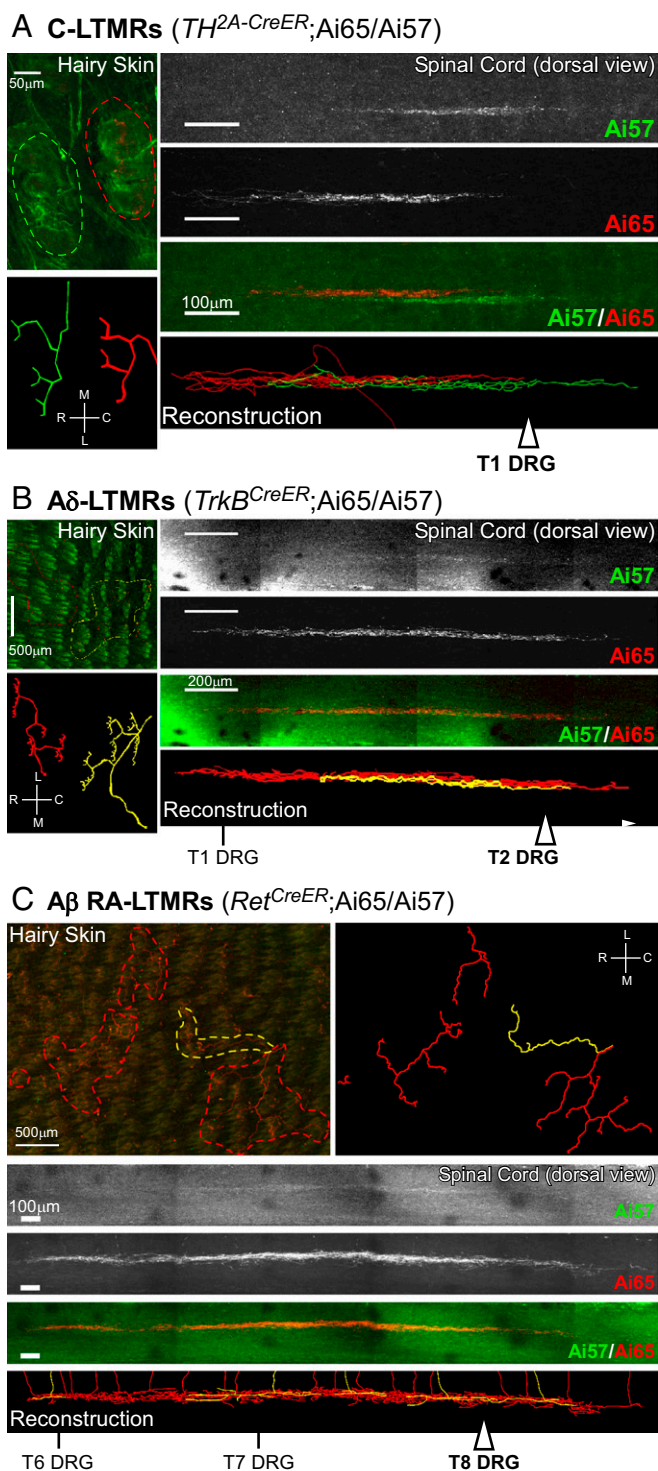 A C-LTMRs (TH2A-CreER;Ai65/Ai57)
Hairy Skin
50µm
Spinal Cord (dorsal view)
Ai57
Ai65
100µm
Ai57/Ai65
M
R C
L
Reconstruction
T1 DRG
B Aδ-LTMRs (TrkBCreER;Ai65/Ai57)
Hairy Skin
500µm
Spinal Cord (dorsal view)
Ai57
Ai65
200µm
Ai57/Ai65
L
R C
M
Reconstruction
T1 DRG T2 DRG
C Aβ RA-LTMRs (RetCreER;Ai65/Ai57)
Hairy Skin
500µm
L
R C
M
Spinal Cord (dorsal view)
100µm
Ai57
Ai65
Ai57/Ai65
Reconstruction
T6 DRG T7 DRG T8 DRG